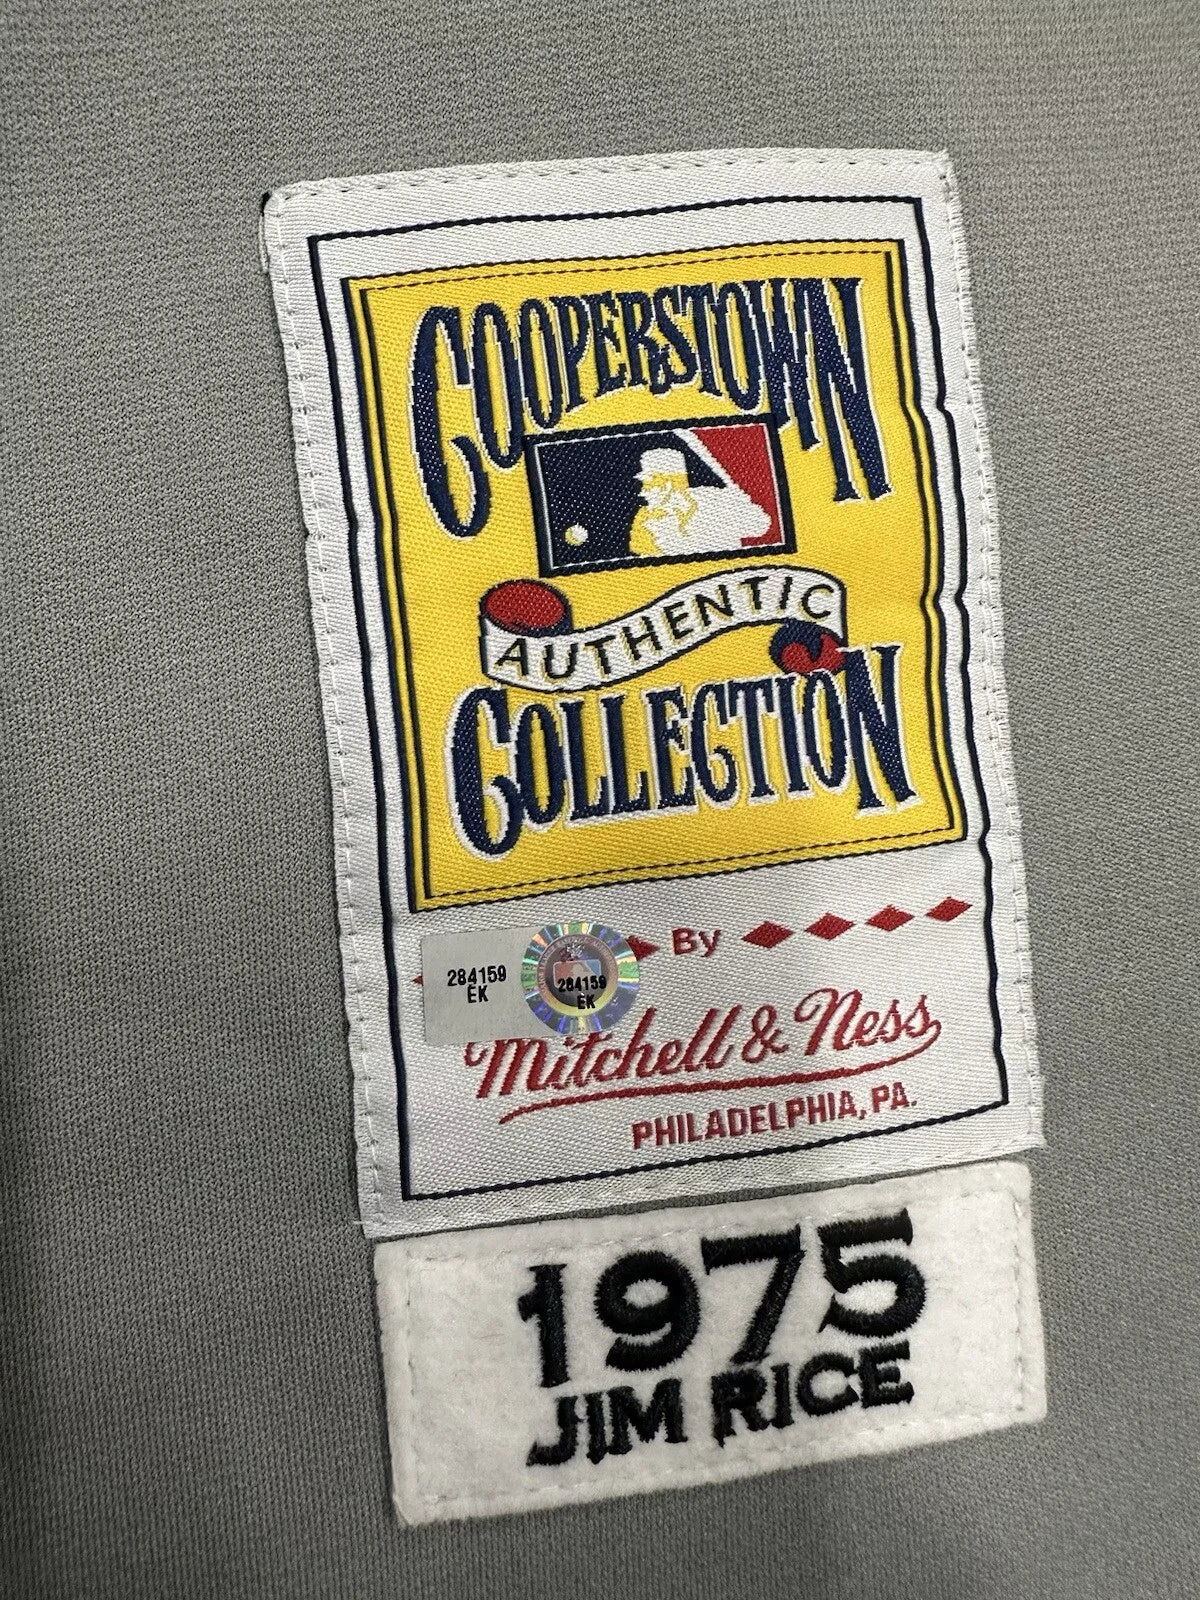 COOPERSTOWN
AUTHENTIC
COLLECTION
By
284159
EK
284159
EK
Mitchell & Ness
PHILADELPHIA, PA.
1975
JIM RICE